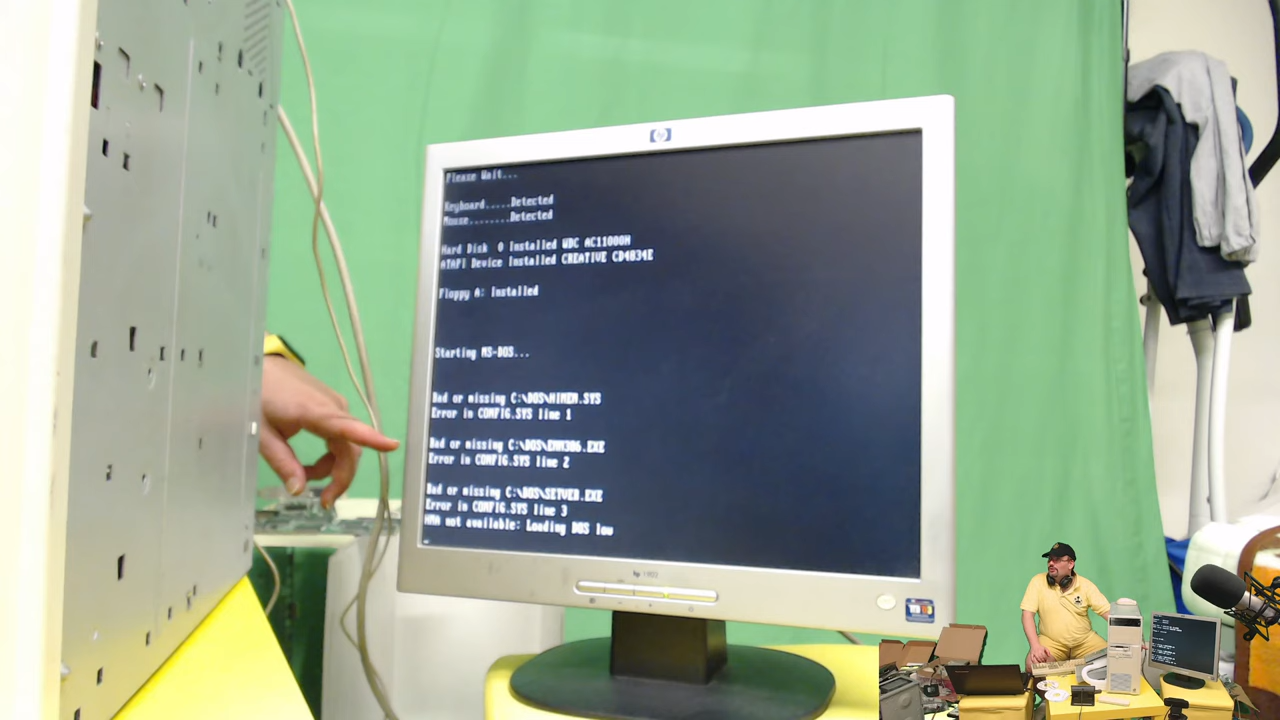 hp
Please Wait...
Keyboard.....Detected
Mouse........Detected
Hard Disk 0 Installed WDC AC11000H
ATAPI Device Installed CREATIVE CD4834E
Floppy A: Installed
Starting MS-DOS...
Bad or missing C:\DOS\HIMEM.SYS
Error in CONFIG.SYS line 1
Bad or missing C:\DOS\EMM386.EXE
Error in CONFIG.SYS line 2
Bad or missing C:\DOS\SETVER.EXE
Error in CONFIG.SYS line 3
HMA not available: Loading DOS low
hp